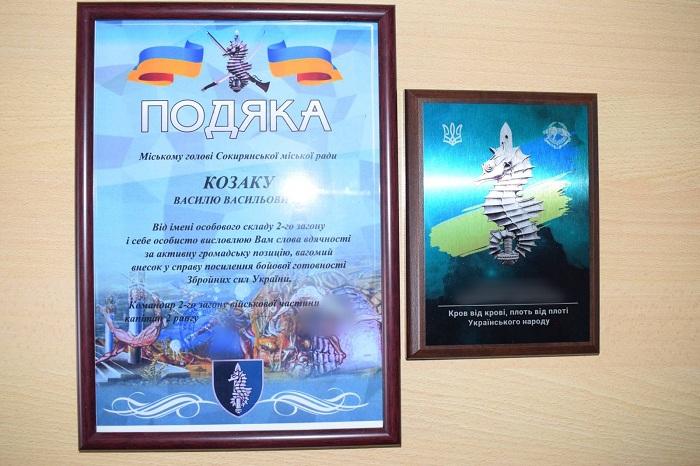 ПОДЯКА
Міському голові Сокирянської міської ради
КОЗАКУ
ВАСИЛЮ ВАСИЛЬОВИ
Від імені особового складу 2-го загону
і себе особисто висловлюю Вам слова вдячності
за активну громадську позицію, вагомий
внесок у справу посилення бойової готовності
Збройних сил України.
Командир 2-го загону військової частини
капітан 2 рангу
Кров від крові, плоть від плоті
Українського народу